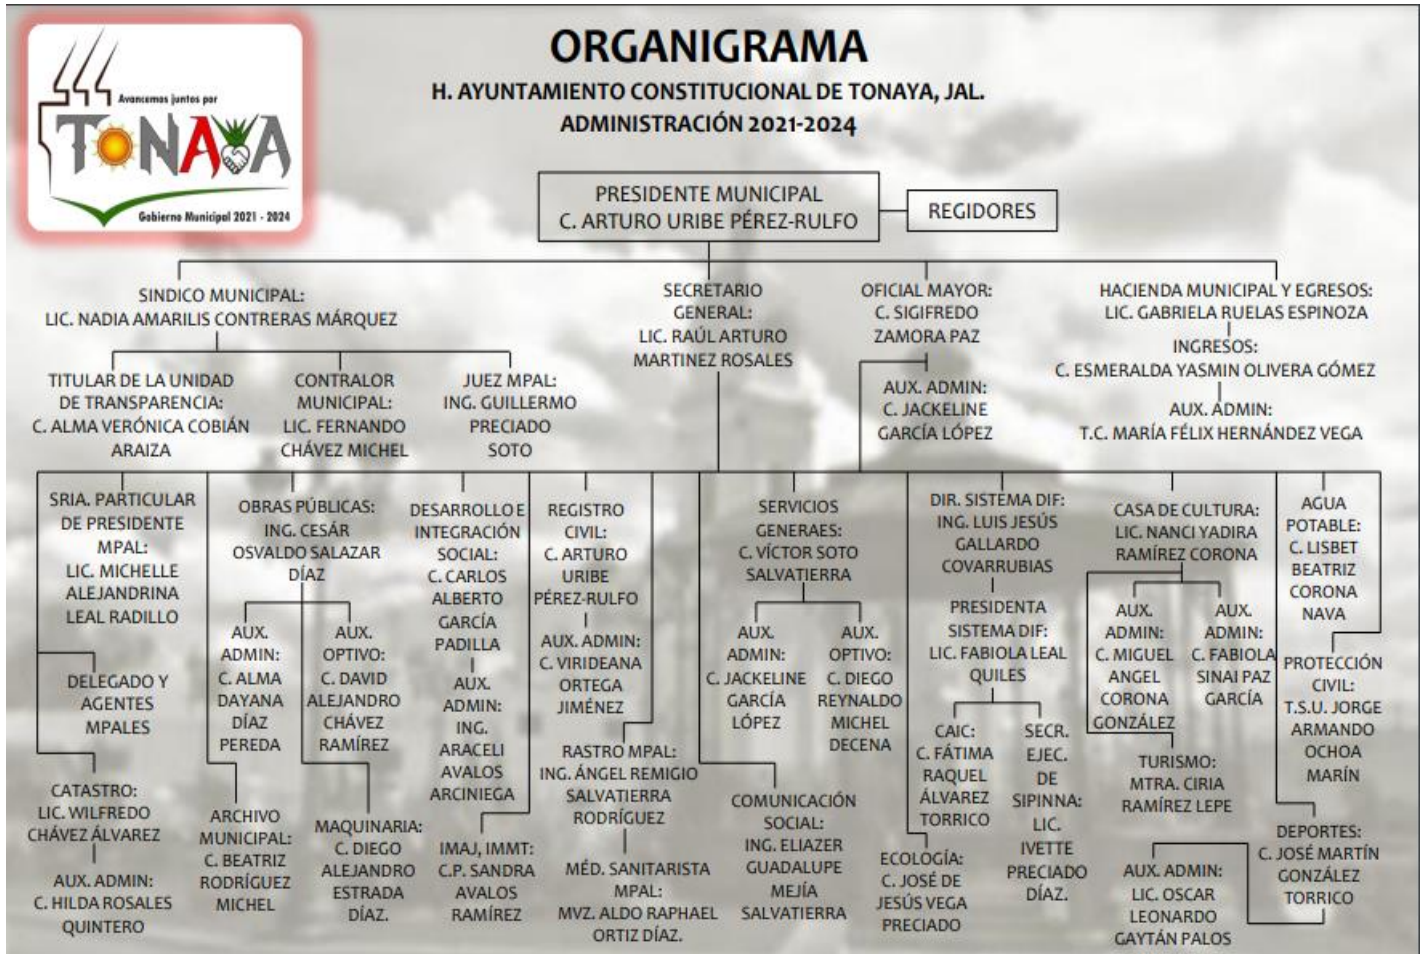 Avancemos juntos por
TONAYA
Gobierno Municipal 2021 - 2024
ORGANIGRAMA
H. AYUNTAMIENTO CONSTITUCIONAL DE TONAYA, JAL.
ADMINISTRACIÓN 2021-2024
PRESIDENTE MUNICIPAL
C. ARTURO URIBE PÉREZ-RULFO
REGIDORES
SINDICO MUNICIPAL:
LIC. NADIA AMARILIS CONTRERAS MÁRQUEZ
SECRETARIO
GENERAL:
LIC. RAÚL ARTURO
MARTINEZ ROSALES
OFICIAL MAYOR:
C. SIGIFREDO
ZAMORA PAZ
HACIENDA MUNICIPAL Y EGRESOS:
LIC. GABRIELA RUELAS ESPINOZA
INGRESOS:
C. ESMERALDA YASMIN OLIVERA GÓMEZ
AUX. ADMIN:
T.C. MARÍA FÉLIX HERNÁNDEZ VEGA
TITULAR DE LA UNIDAD
DE TRANSPARENCIA:
C. ALMA VERÓNICA COBIÁN
ARAIZA
CONTRALOR
MUNICIPAL:
LIC. FERNANDO
CHÁVEZ MICHEL
JUEZ MPAL:
ING. GUILLERMO
PRECIADO
SOTO
AUX. ADMIN:
C. JACKELINE
GARCÍA LÓPEZ
SRIA. PARTICULAR
DE PRESIDENTE
MPAL:
LIC. MICHELLE
ALEJANDRINA
LEAL RADILLO
DELEGADO Y
AGENTES
MPALES
CATASTRO:
LIC. WILFREDO
CHÁVEZ ÁLVAREZ
AUX. ADMIN:
C. HILDA ROSALES
QUINTERO
OBRAS PÚBLICAS:
ING. CESÁR
OSVALDO SALAZAR
DÍAZ
AUX.
ADMIN:
C. ALMA
DAYANA
DÍAZ
PEREDA
AUX.
OPTIVO:
C. DAVID
ALEJANDRO
CHÁVEZ
RAMÍREZ
ARCHIVO
MUNICIPAL:
C. BEATRIZ
RODRÍGUEZ
MICHEL
MAQUINARIA:
C. DIEGO
ALEJANDRO
ESTRADA
DÍAZ.
DESARROLLO E
INTEGRACIÓN
SOCIAL:
C. CARLOS
ALBERTO
GARCÍA
PADILLA
AUX.
ADMIN:
ING.
ARACELI
AVALOS
ARCINIEGA
IMAJ, IMMT:
C.P. SANDRA
AVALOS
RAMÍREZ
REGISTRO
CIVIL:
C. ARTURO
URIBE
PÉREZ-RULFO
AUX. ADMIN:
C. VIRIDEANA
ORTEGA
JIMÉNEZ
RASTRO MPAL:
ING. ÁNGEL REMIGIO
SALVATIERRA
RODRÍGUEZ
MÉD. SANITARISTA
MPAL:
MVZ. ALDO RAPHAEL
ORTIZ DÍAZ.
SERVICIOS
GENERAES:
C. VÍCTOR SOTO
SALVATIERRA
AUX.
ADMIN:
C. JACKELINE
GARCÍA
LÓPEZ
AUX.
OPTIVO:
C. DIEGO
REYNALDO
MICHEL
DECENA
COMUNICACIÓN
SOCIAL:
ING. ELIAZER
GUADALUPE
MEJÍA
SALVATIERRA
DIR. SISTEMA DIF:
ING. LUIS JESÚS
GALLARDO
COVARRUBIAS
PRESIDENTA
SISTEMA DIF:
LIC. FABIOLA LEAL
QUILES
CAIC:
C. FÁTIMA
RAQUEL
ÁLVAREZ
TORRICO
SECR.
EJEC.
DE
SIPINNA:
LIC.
IVETTE
PRECIADO
DÍAZ.
ECOLOGÍA:
C. JOSÉ DE
JESÚS VEGA
PRECIADO
CASA DE CULTURA:
LIC. NANCI YADIRA
RAMÍREZ CORONA
AUX.
ADMIN:
C. MIGUEL
ANGEL
CORONA
GONZÁLEZ
AUX.
ADMIN:
C. FABIOLA
SINAI PAZ
GARCÍA
TURISMO:
MTRA. CIRIA
RAMÍREZ LEPE
AGUA
POTABLE:
C. LISBET
BEATRIZ
CORONA
NAVA
PROTECCIÓN
CIVIL:
T.S.U. JORGE
ARMANDO
OCHOA
MARÍN
DEPORTES:
C. JOSÉ MARTÍN
GONZÁLEZ
TORRICO
AUX. ADMIN:
LIC. OSCAR
LEONARDO
GAYTÁN PALOS